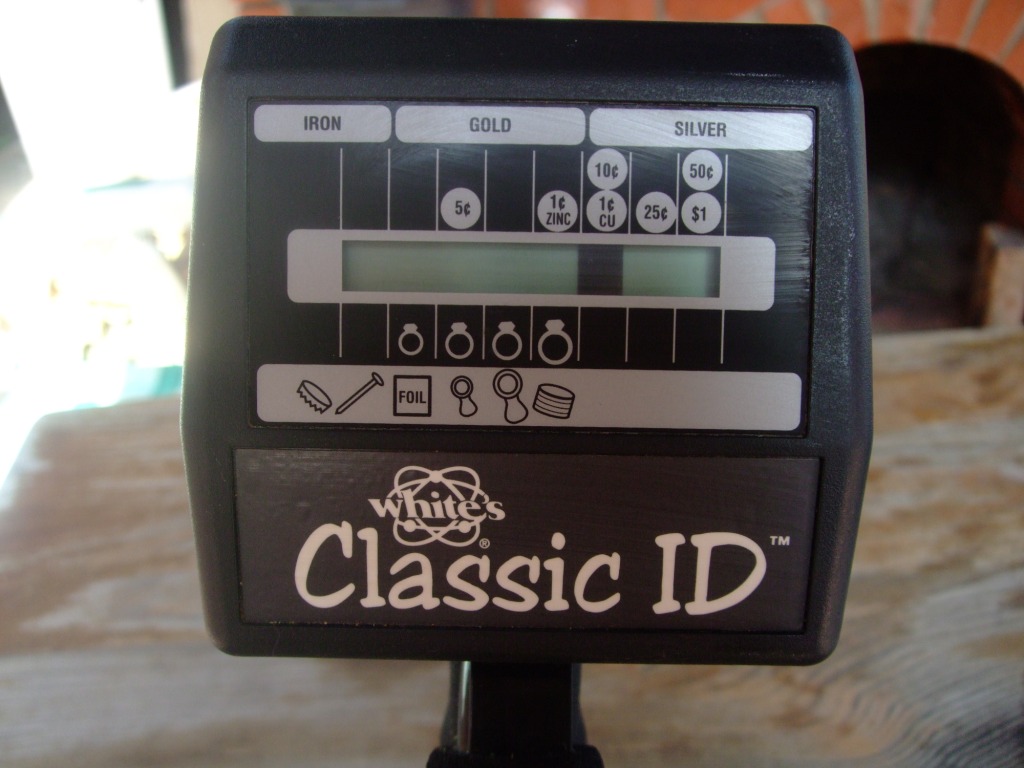 IRON GOLD SILVER
10¢ 50¢
5¢ 1¢ ZINC 1¢ CU 25¢ $1
FOIL
white's ®
Classic ID™